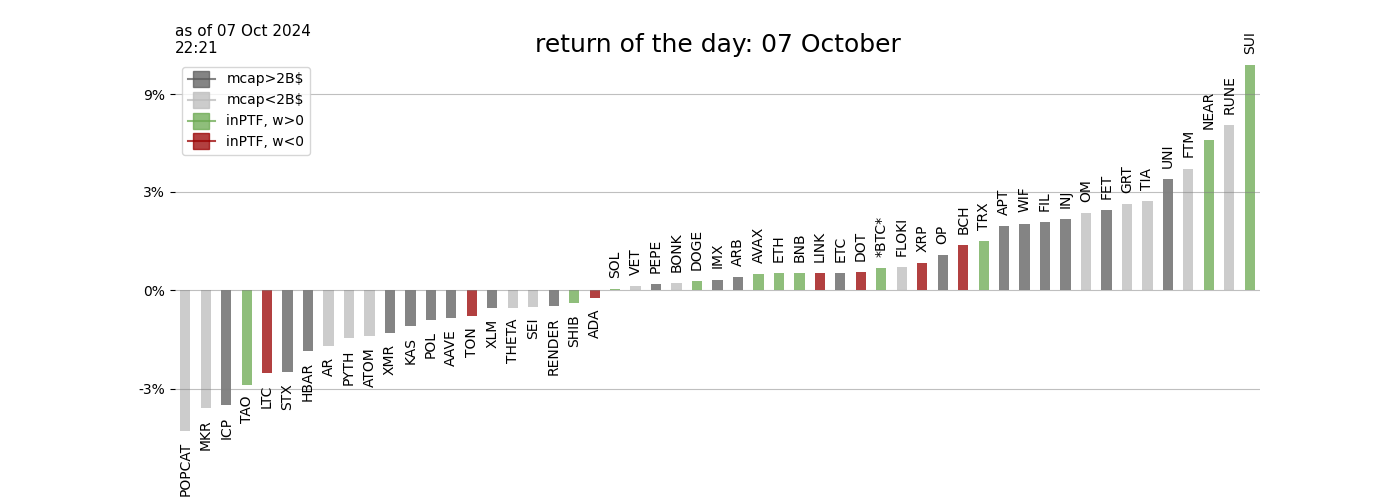 as of 07 Oct 2024
22:21
return of the day: 07 October
mcap>2B$
mcap<2B$
inPTF, w>0
inPTF, w<0
9%
3%
0%
-3%
POPCAT
MKR
ICP
TAO
LTC
STX
HBAR
AR
PYTH
ATOM
XMR
KAS
POL
AAVE
TON
XLM
THETA
SEI
RENDER
SHIB
ADA
SOL
VET
PEPE
BONK
DOGE
IMX
ARB
AVAX
ETH
BNB
LINK
ETC
DOT
*BTC*
FLOKI
XRP
OP
BCH
TRX
APT
WIF
FIL
INJ
OM
FET
GRT
TIA
UNI
FTM
NEAR
RUNE
SUI